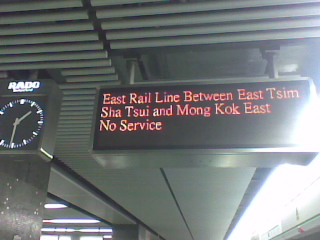 RADO
East Rail Line Between East Tsim
Sha Tsui and Mong Kok East
No Service